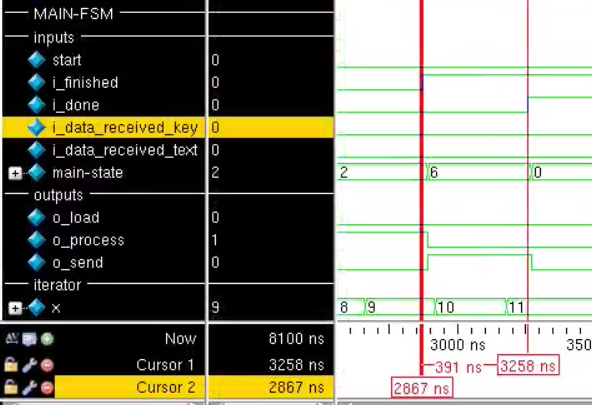 MAIN-FSM
inputs
start 0
i_finished 0
i_done 0
i_data_received_key 0
i_data_received_text 0
main-state 2 2 6 0
outputs
o_load 0
o_process 1
o_send 0
iterator
x 9 8 9 10 11
Now 8100 ns 3000 ns 350
Cursor 1 3258 ns 391 ns 3258 ns
Cursor 2 2867 ns 2867 ns